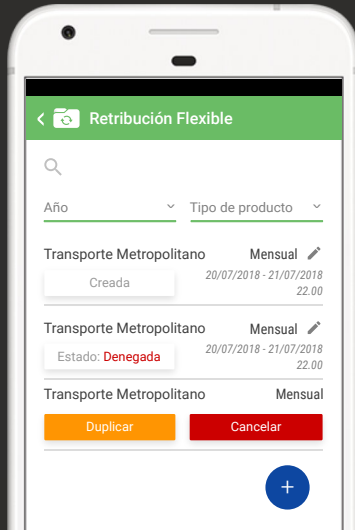 Retribución Flexible
Año
Tipo de producto
Transporte Metropolitano Mensual
Creada
20/07/2018 - 21/07/2018
22.00
Transporte Metropolitano Mensual
Estado: Denegada
20/07/2018 - 21/07/2018
22.00
Transporte Metropolitano Mensual
Duplicar
Cancelar
+